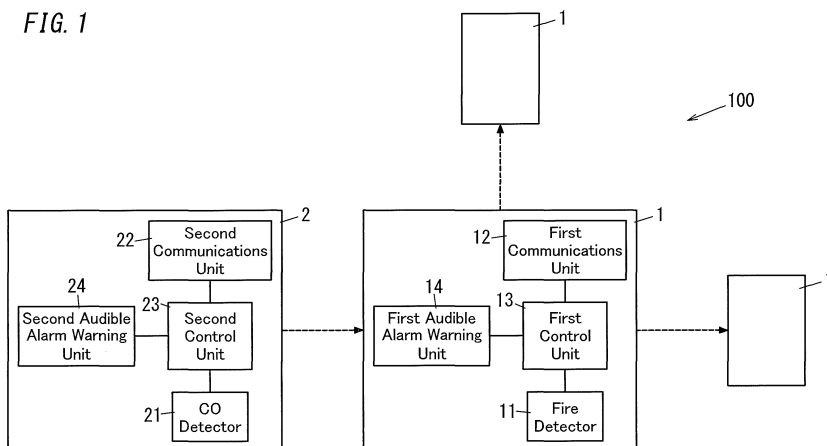 FIG. 1
1
100
2
22
Second
Communications
Unit
24
23
Second Audible
Alarm Warning
Unit
Second
Control
Unit
21
CO
Detector
1
12
First
Communications
Unit
14
13
First Audible
Alarm Warning
Unit
First
Control
Unit
11
Fire
Detector